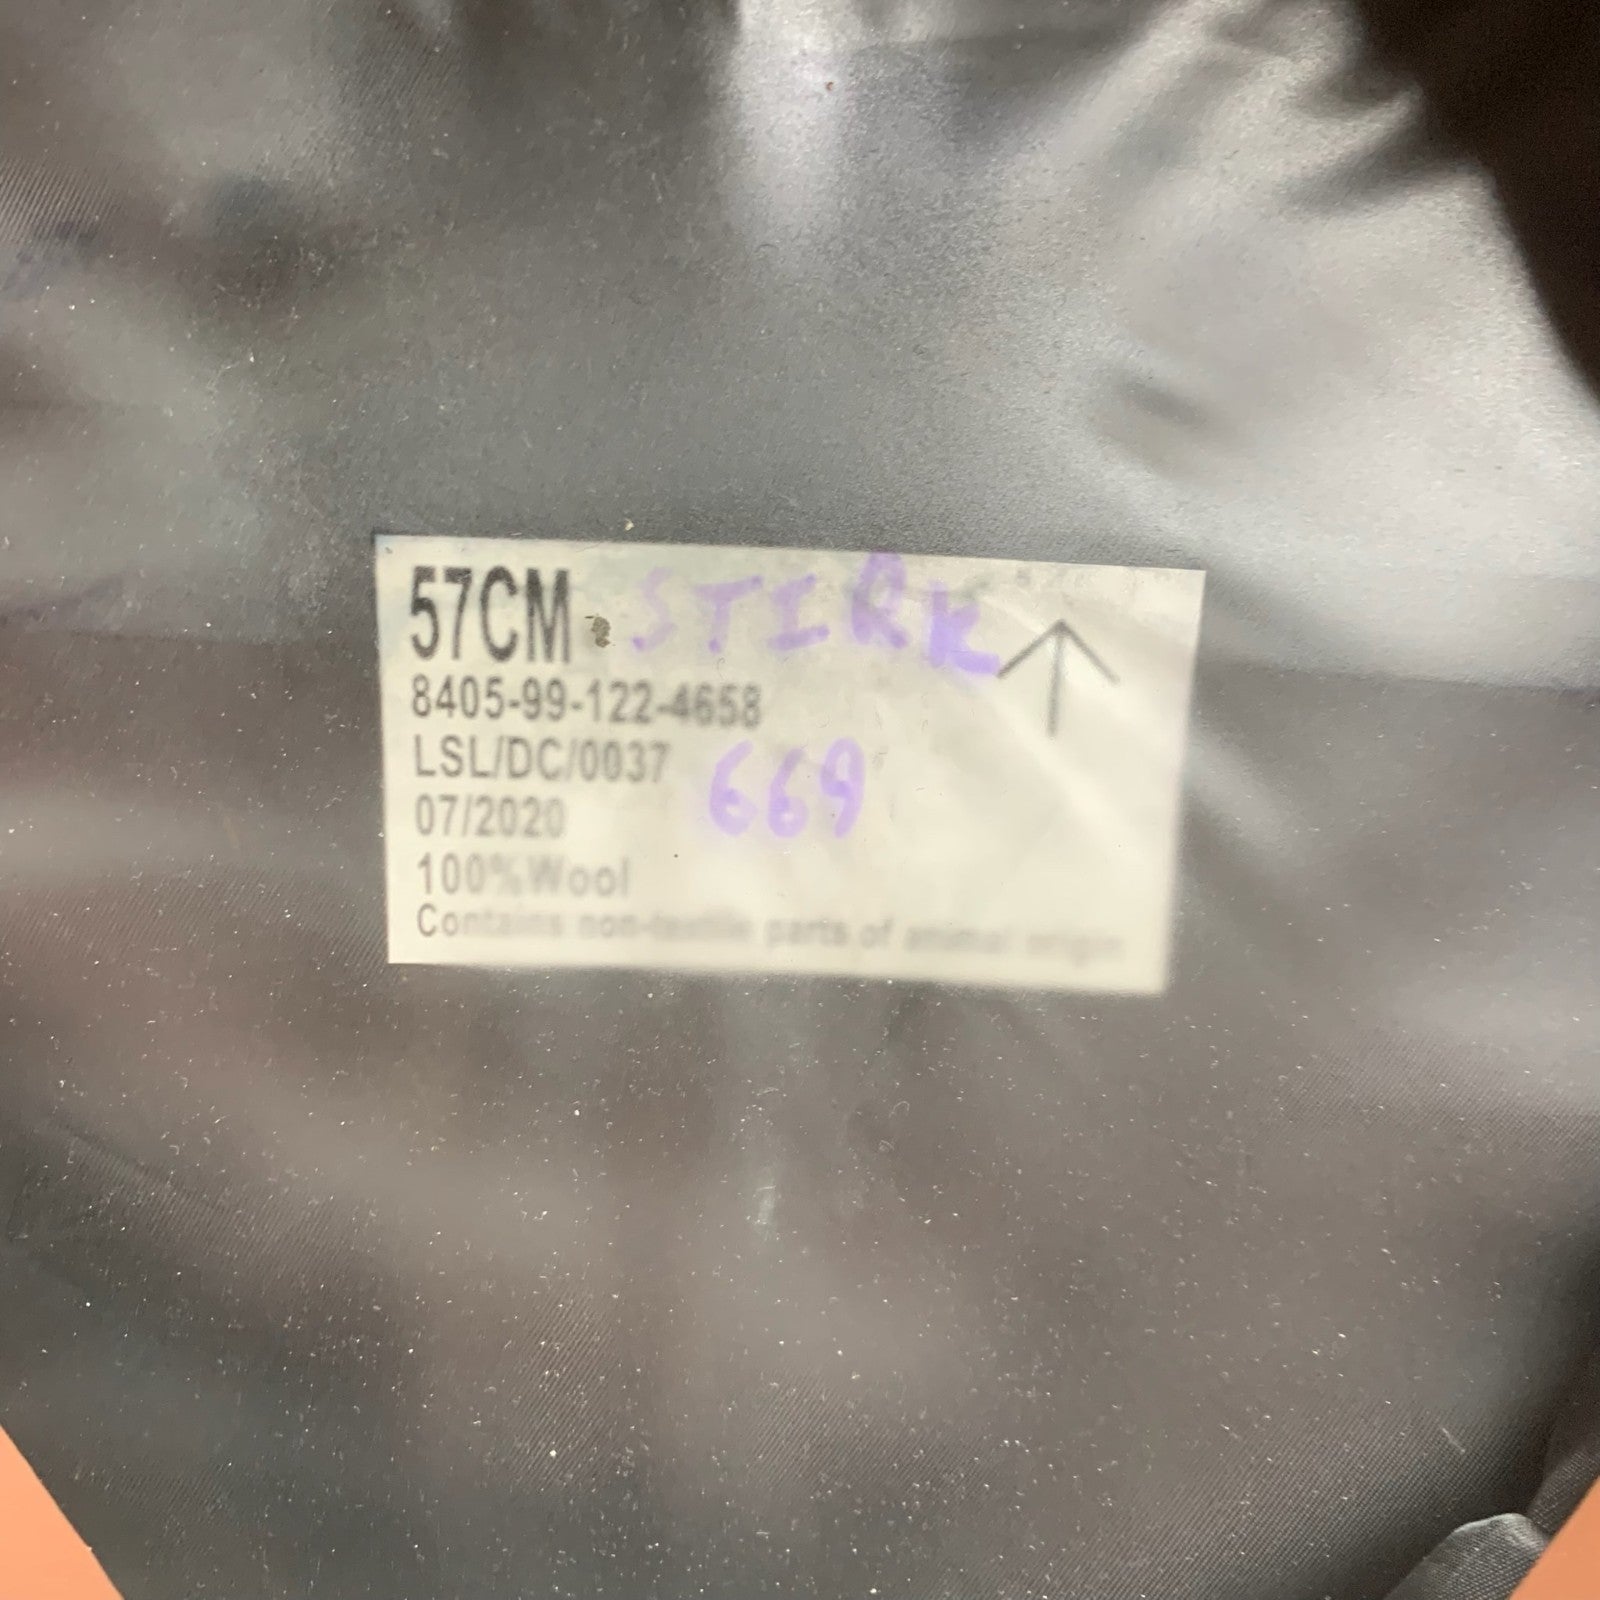 57CM STIRK
8405-99-122-4658
LSL/DC/0037 669
07/2020
100%Wool
Contains non-textile parts of animal origin